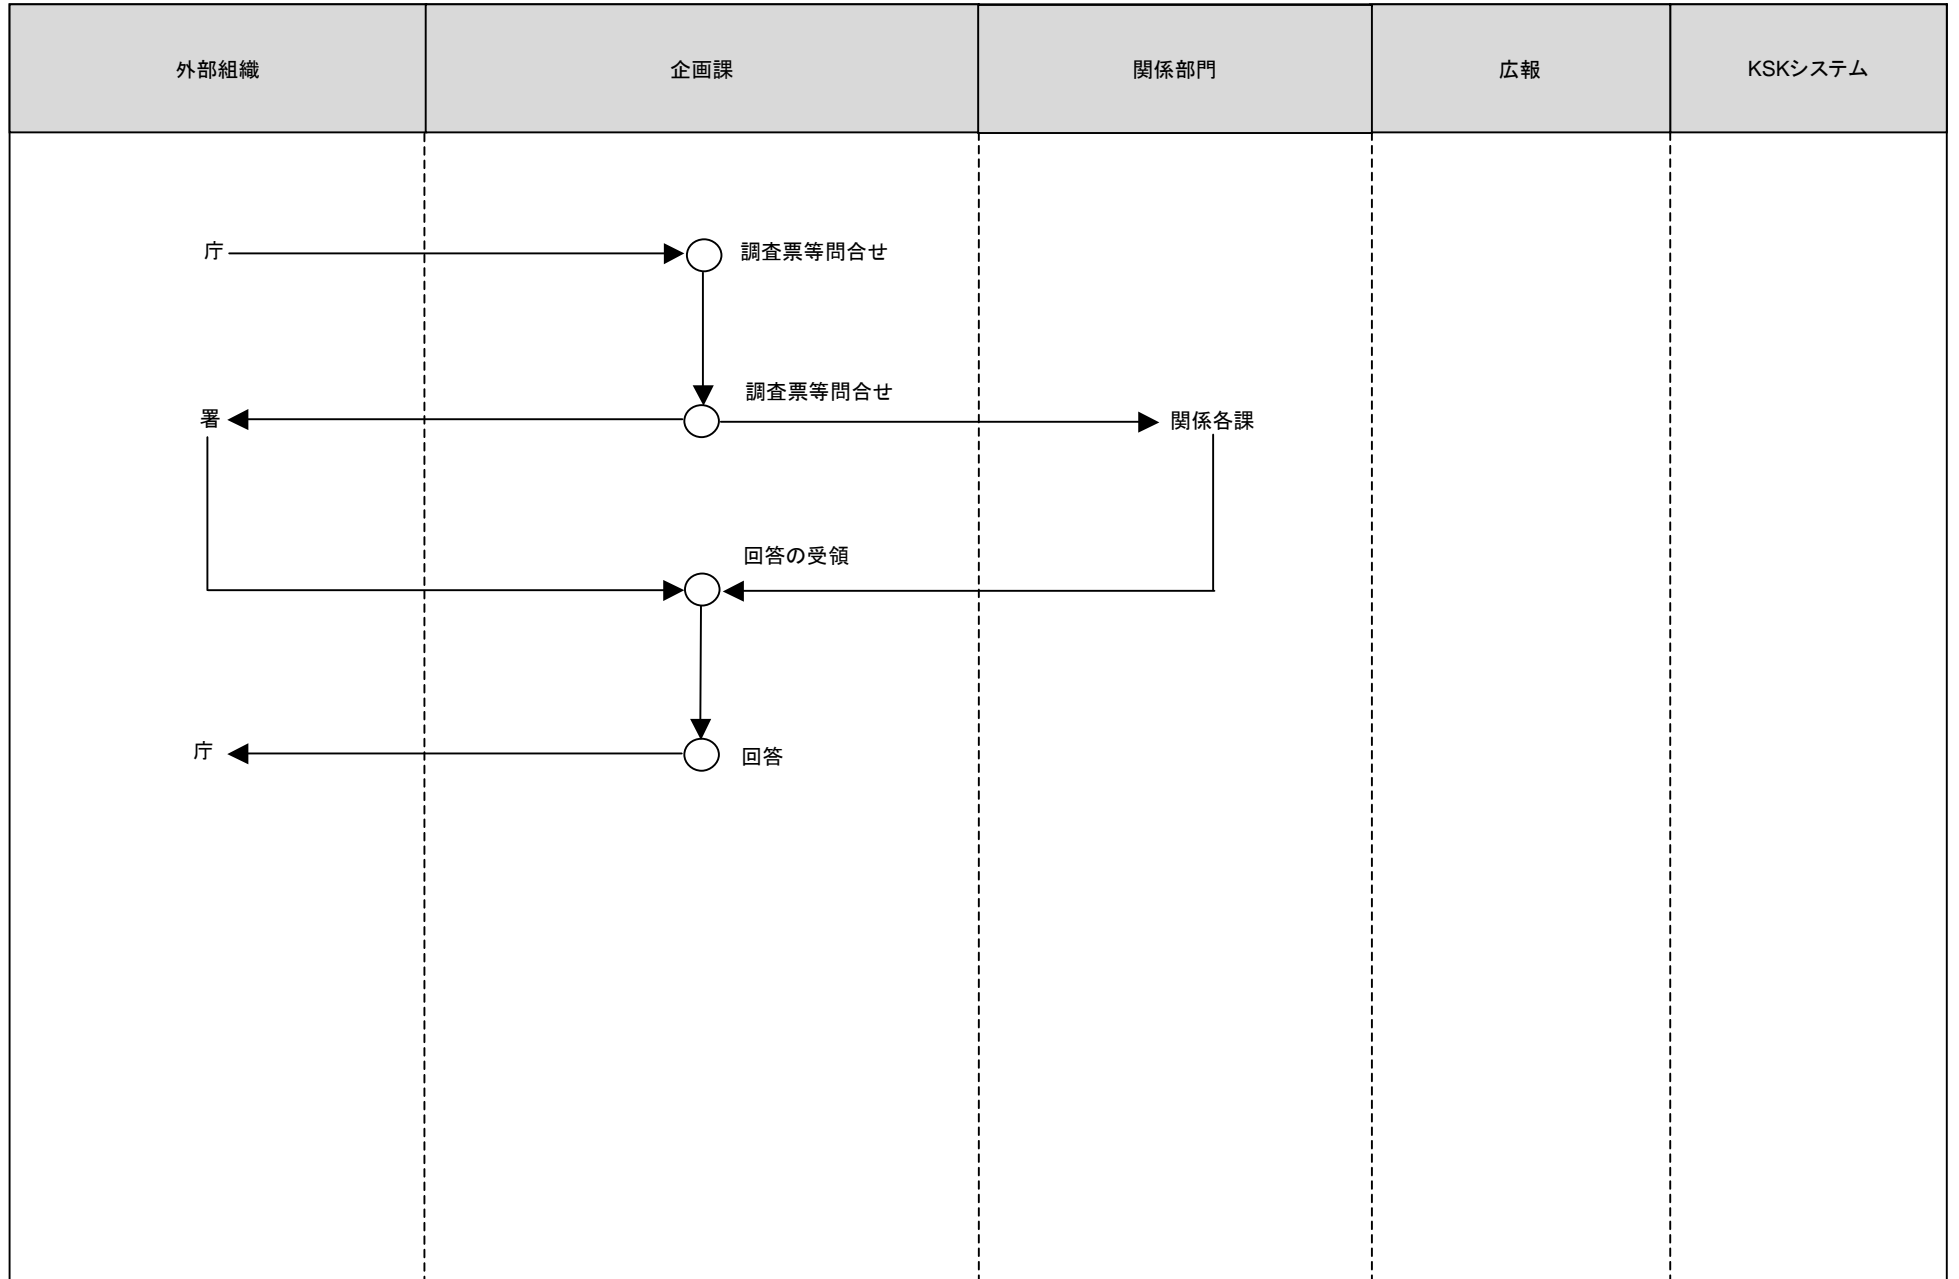 外部組織
企画課
関係部門
広報
KSKシステム
庁
調査票等問合せ
調査票等問合せ
署
関係各課
回答の受領
庁
回答